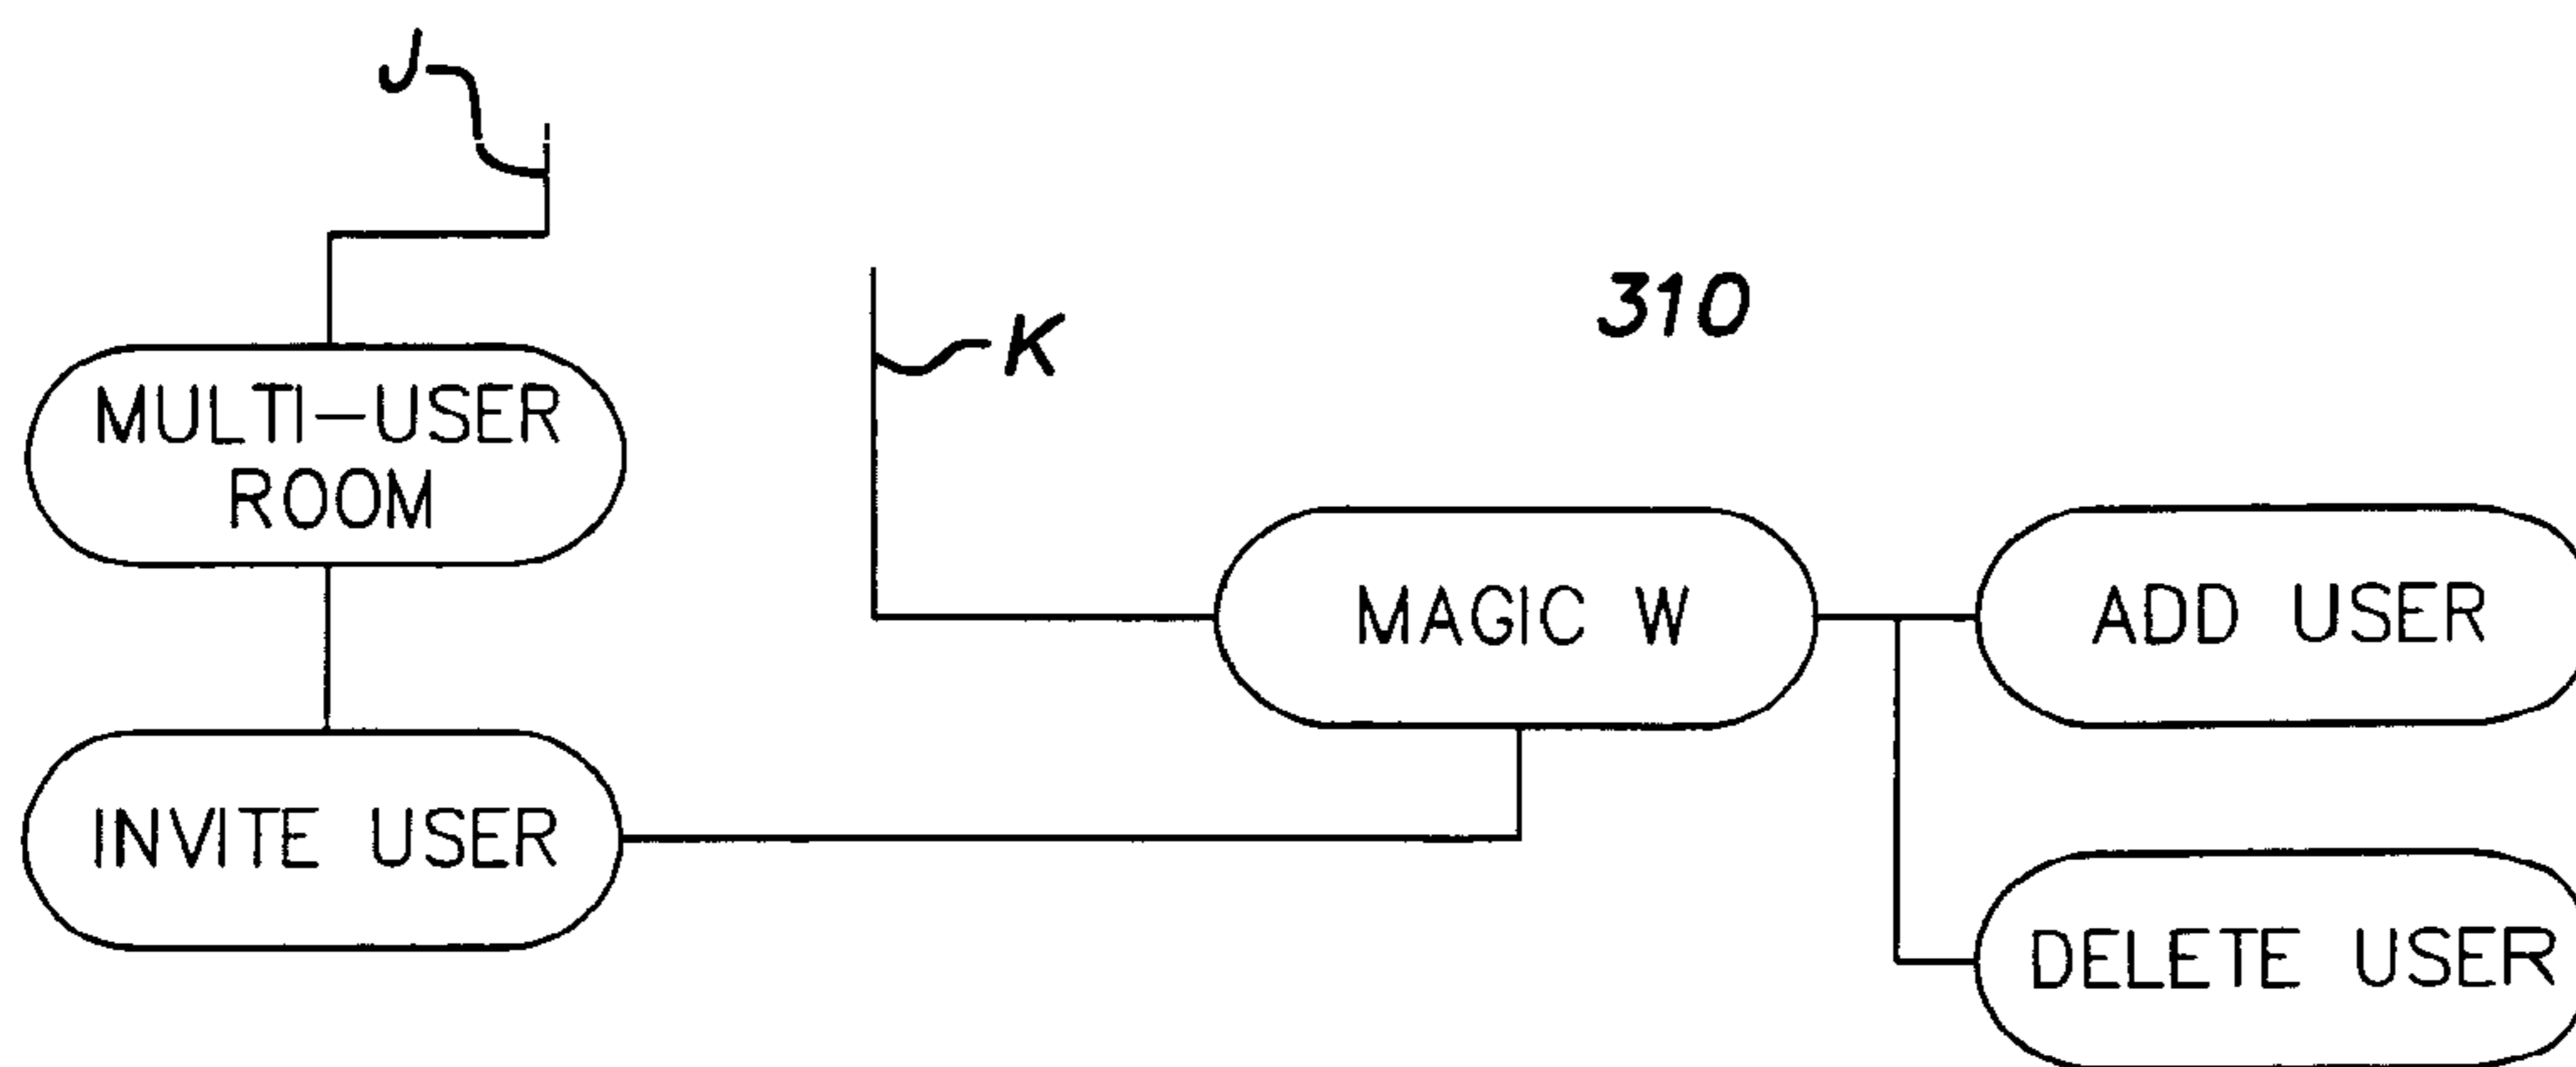 J
K
310
MULTI-USER
ROOM
MAGIC W
ADD USER
INVITE USER
DELETE USER